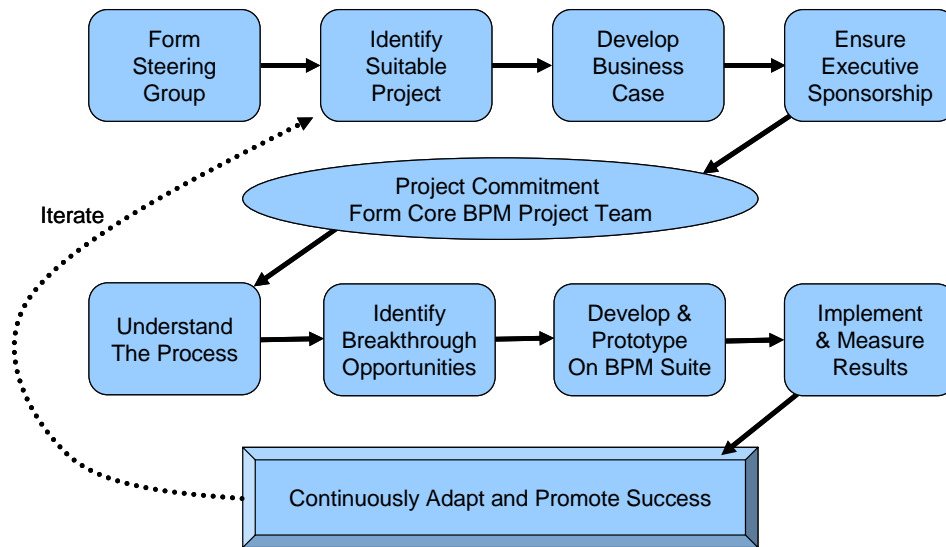 Form
Steering
Group
Identify
Suitable
Project
Develop
Business
Case
Ensure
Executive
Sponsorship
Project Commitment
Form Core BPM Project Team
Iterate
Understand
The Process
Identify
Breakthrough
Opportunities
Develop &
Prototype
On BPM Suite
Implement
& Measure
Results
Continuously Adapt and Promote Success